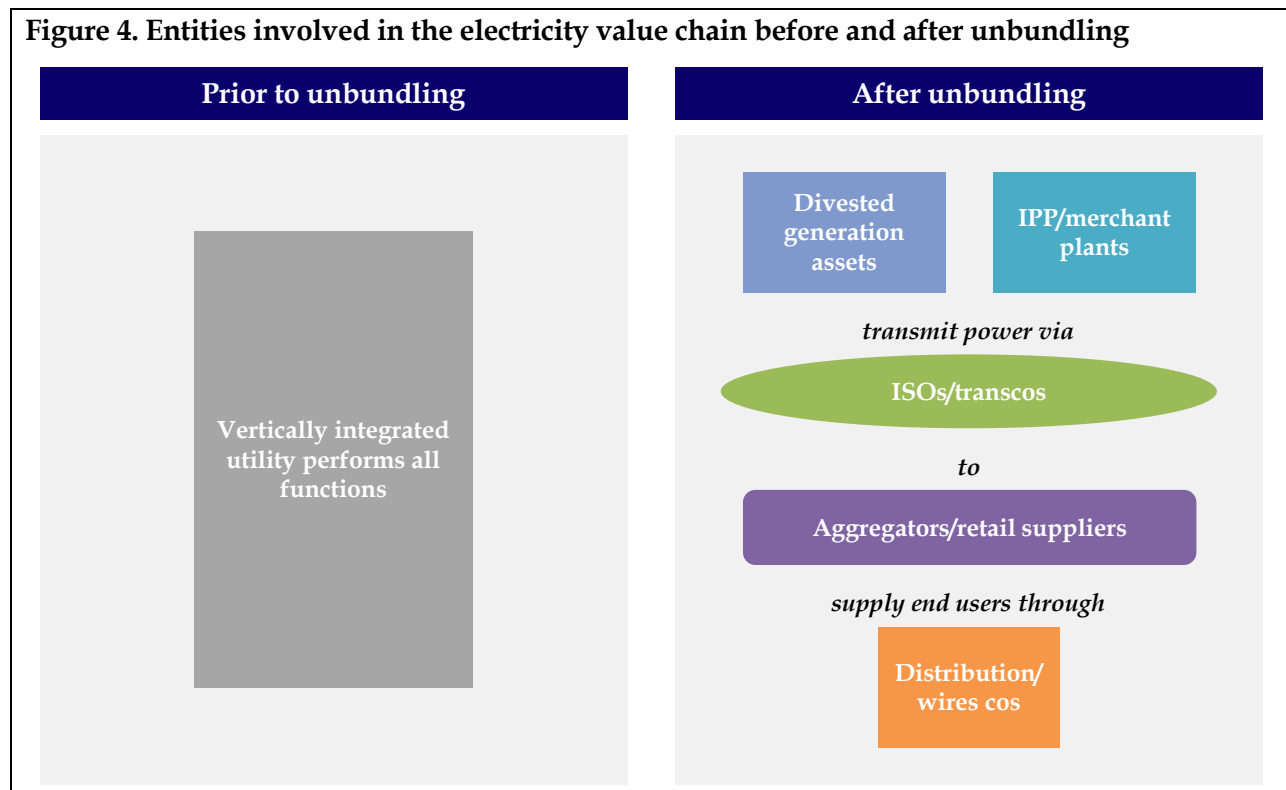 Figure 4. Entities involved in the electricity value chain before and after unbundling
Prior to unbundling
Vertically integrated
utility performs all
functions
After unbundling
Divested
generation
assets
IPP/merchant
plants
transmit power via
ISOs/transcos
to
Aggregators/retail suppliers
supply end users through
Distribution/
wires cos